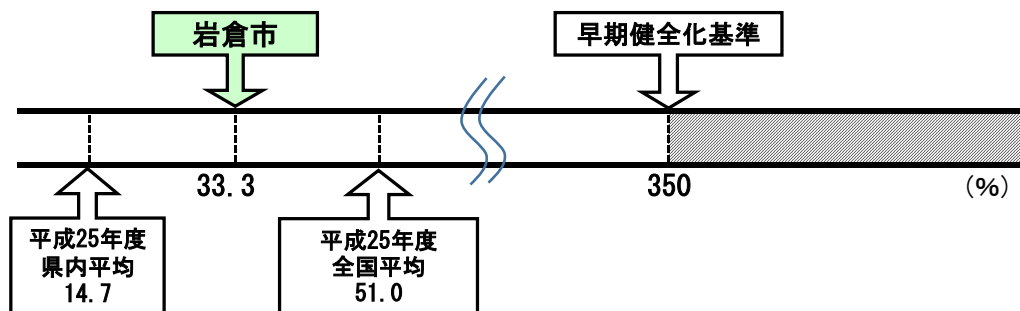 岩倉市
早期健全化基準
33.3
350
（%）
平成25年度
県内平均
14.7
平成25年度
全国平均
51.0